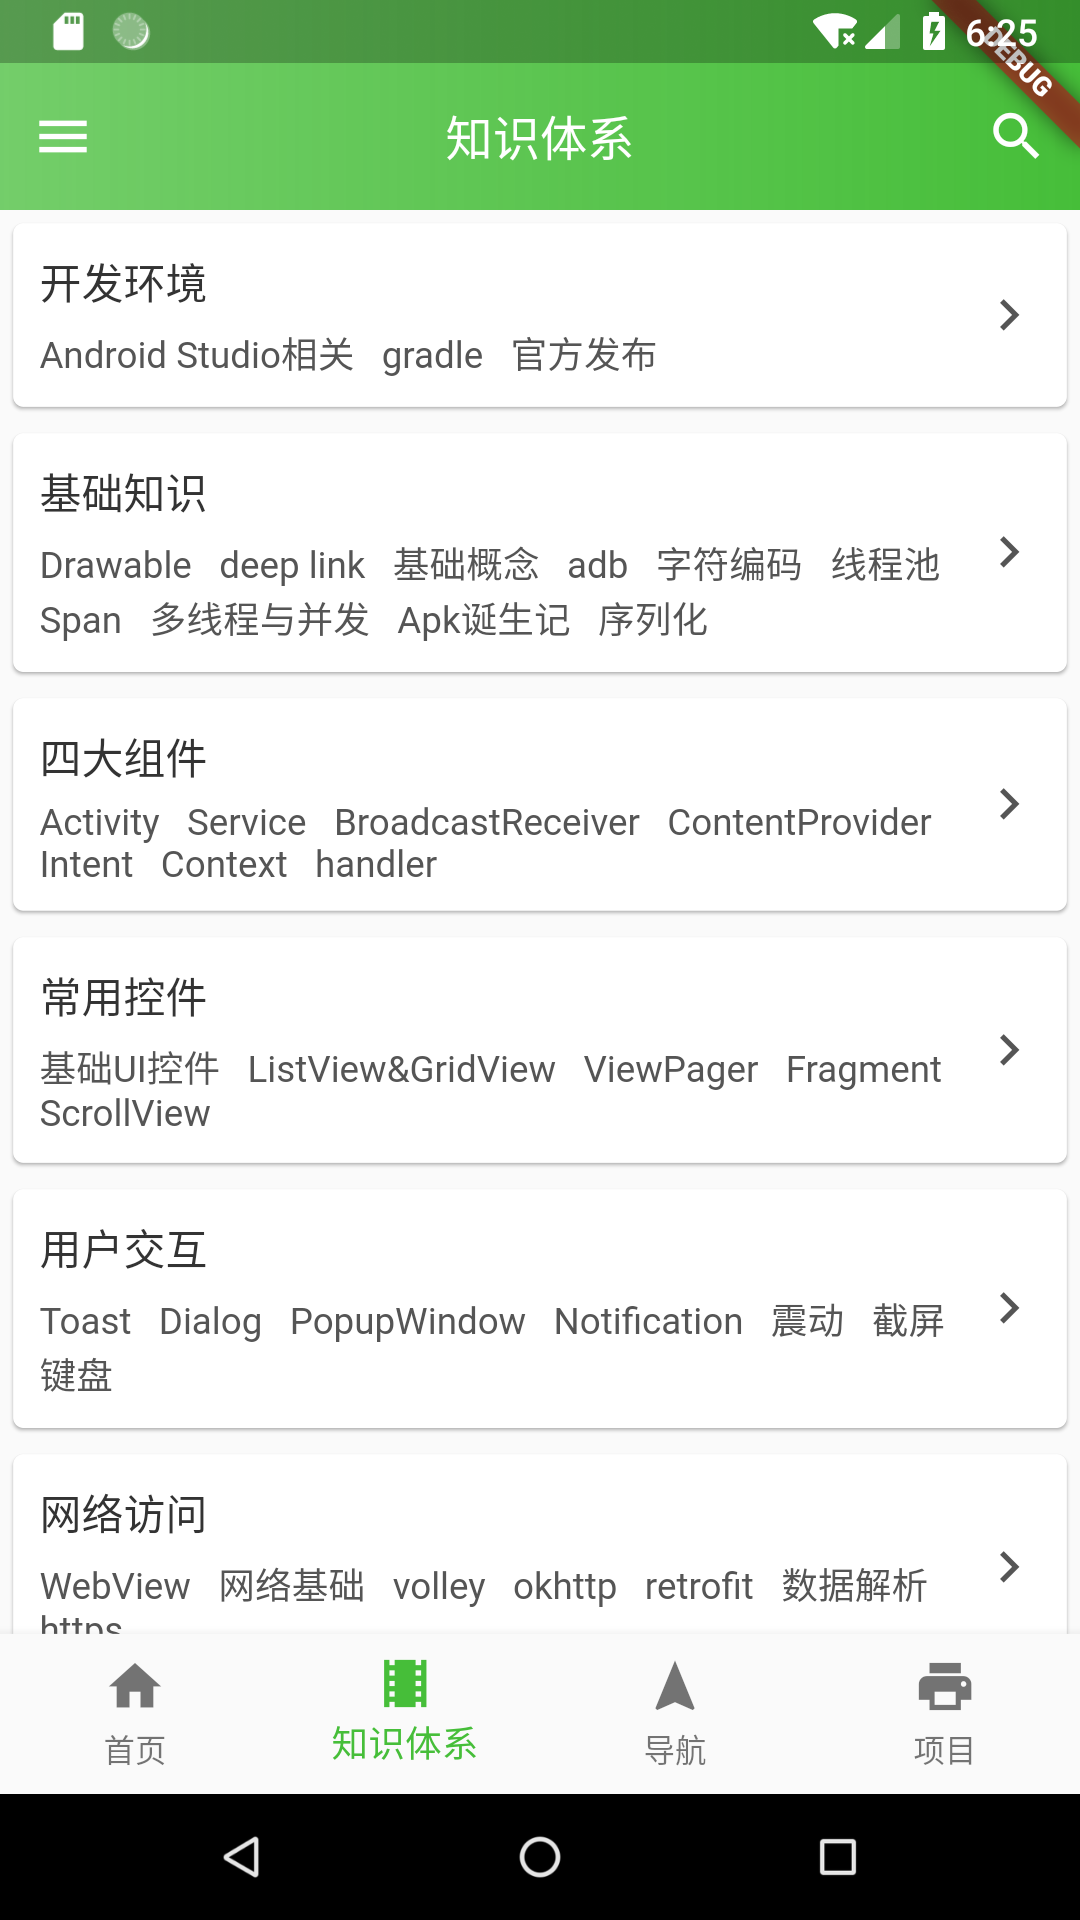 6:25
DEBUG
知识体系
开发环境
Android Studio相关 gradle 官方发布
基础知识
Drawable deep link 基础概念 adb 字符编码 线程池
Span 多线程与并发 Apk诞生记 序列化
四大组件
Activity Service BroadcastReceiver ContentProvider
Intent Context handler
常用控件
基础UI控件 ListView&GridView ViewPager Fragment
ScrollView
用户交互
Toast Dialog PopupWindow Notification 震动 截屏
键盘
网络访问
WebView 网络基础 volley okhttp retrofit 数据解析
https
首页
知识体系
导航
项目